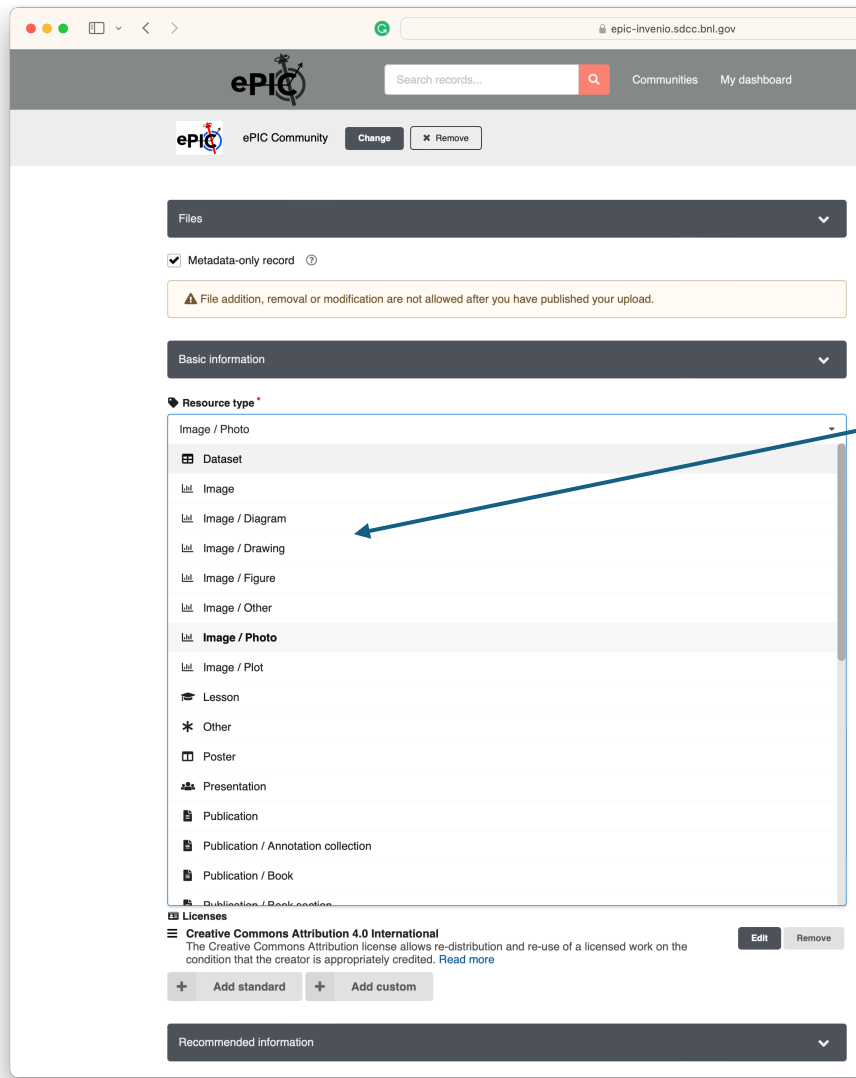 epic-invenio.sdcc.bnl.gov
ePIC
Search records...
Communities
My dashboard
ePIC
ePIC Community
Change
Remove
Files
Metadata-only record
File addition, removal or modification are not allowed after you have published your upload.
Basic information
Resource type *
Image / Photo
Dataset
Image
Image / Diagram
Image / Drawing
Image / Figure
Image / Other
Image / Photo
Image / Plot
Lesson
Other
Poster
Presentation
Publication
Publication / Annotation collection
Publication / Book
Publication / Book section
Licenses
Creative Commons Attribution 4.0 International
The Creative Commons Attribution license allows re-distribution and re-use of a licensed work on the
condition that the creator is appropriately credited. Read more
Edit
Remove
Add standard
Add custom
Recommended information